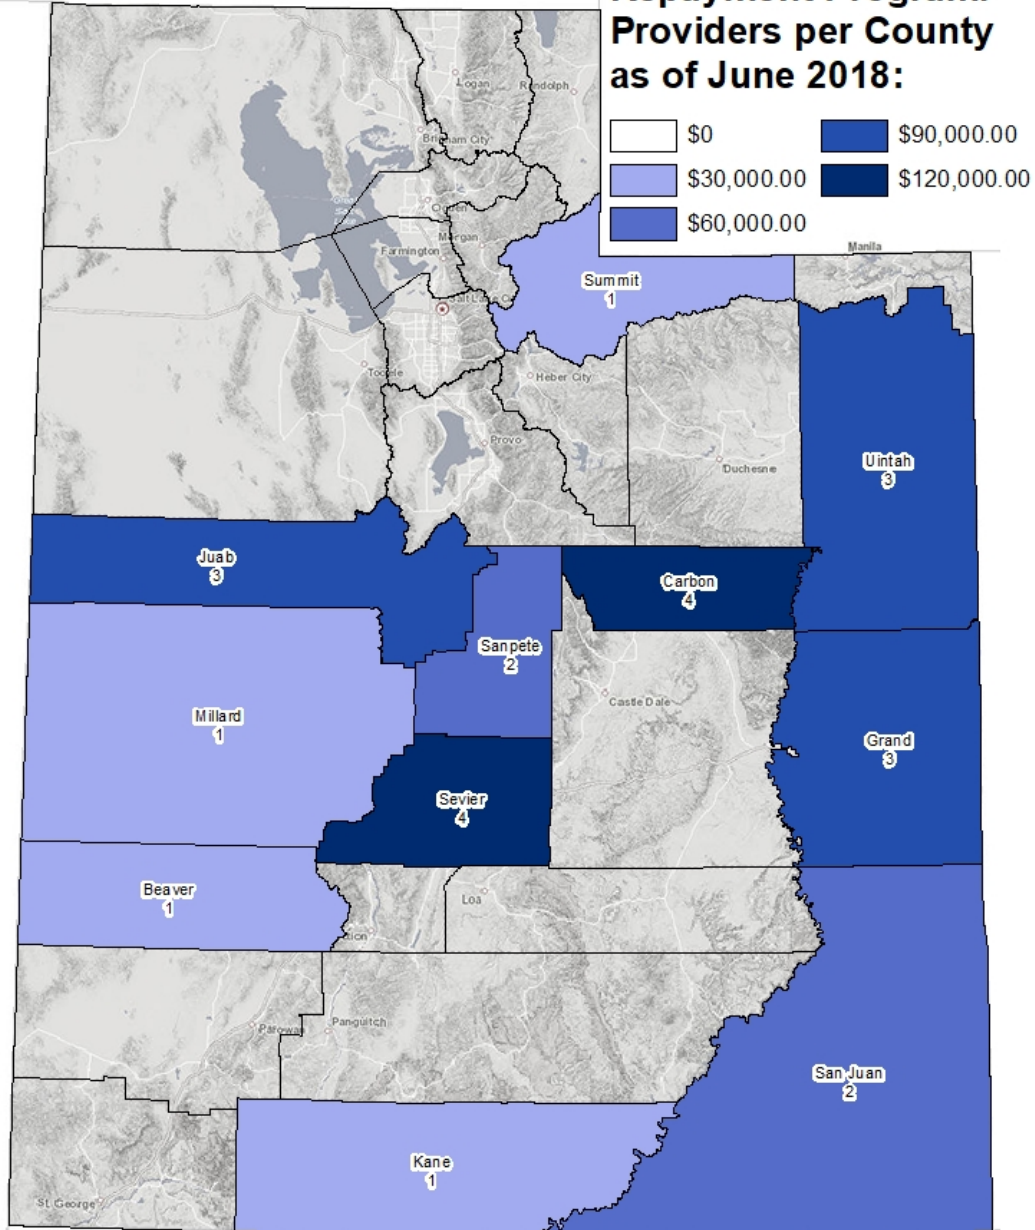 Providers per County
as of June 2018:
$0
$90,000.00
$30,000.00
$120,000.00
$60,000.00
Logan
Randolph
Brigham City
Ogden
Morgan
Farmington
Manila
Summit
1
Salt La
Tooele
Heber City
Provo
Duchesne
Uintah
3
Juab
3
Carbon
4
Sanpete
2
Castle Dale
Millard
1
Grand
3
Sevier
4
Beaver
1
Loa
Parowan
Panguitch
San Juan
2
Kane
1
St. George